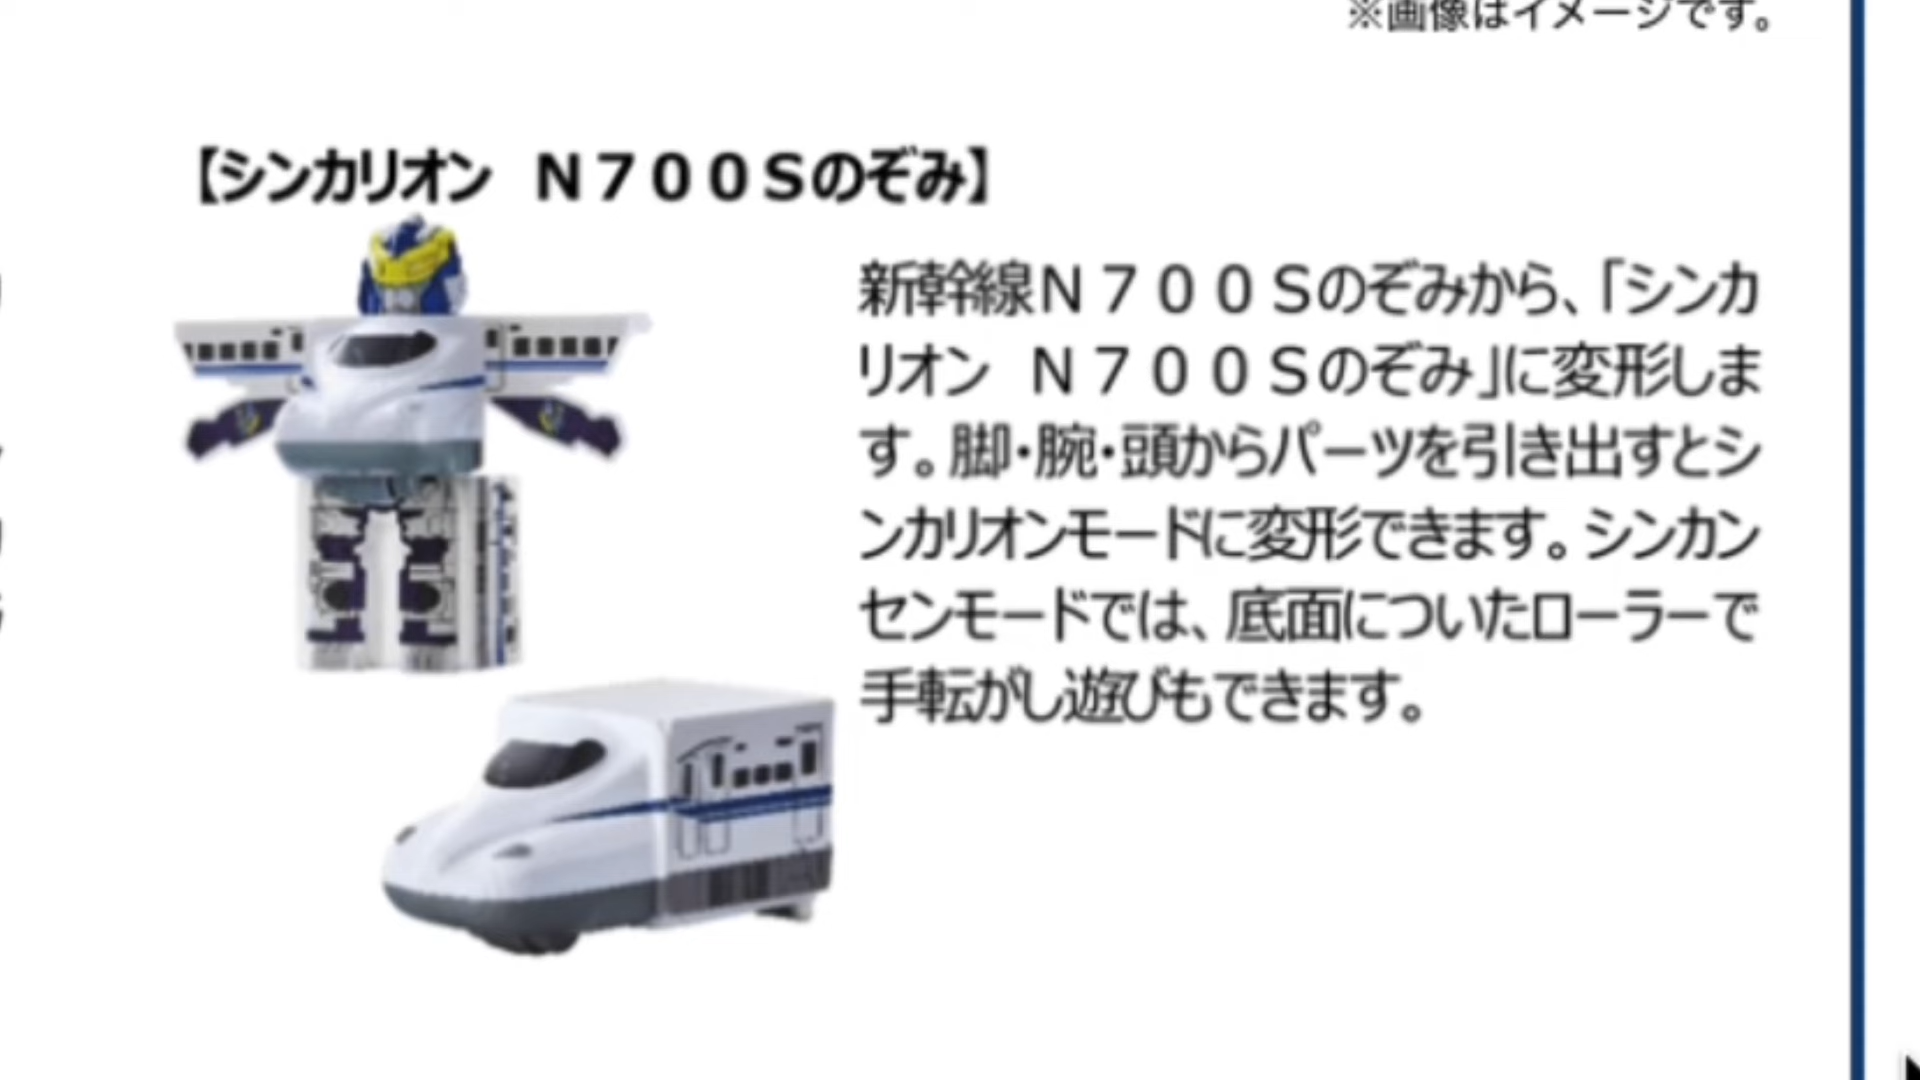 ※画像はイメージです。
【シンカリオン　Ｎ７００Ｓのぞみ】
新幹線Ｎ７００Ｓのぞみから、「シンカ
リオン　Ｎ７００Ｓのぞみ」に変形しま
す。脚・腕・頭からパーツを引き出すとシ
ンカリオンモードに変形できます。シンカン
センモードでは、底面についたローラーで
手転がし遊びもできます。